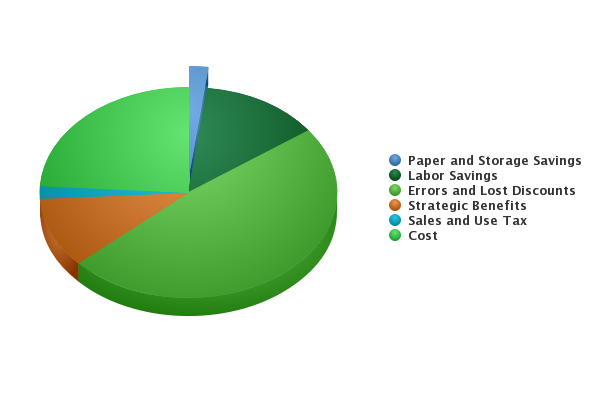 Paper and Storage Savings
Labor Savings
Errors and Lost Discounts
Strategic Benefits
Sales and Use Tax
Cost